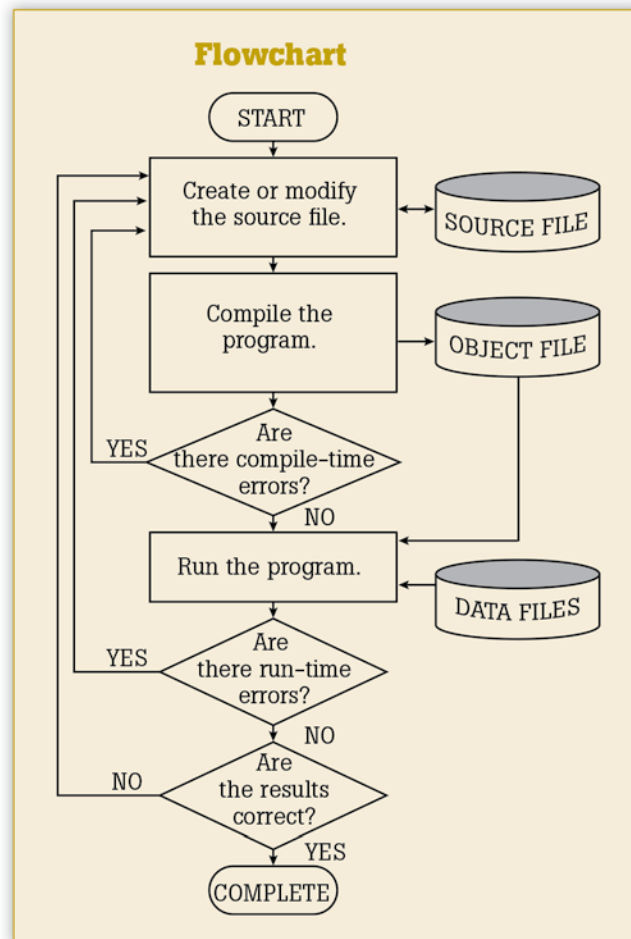 Flowchart
START
Create or modify
the source file.
SOURCE FILE
Compile the
program.
OBJECT FILE
Are
there compile-time
errors?
YES
NO
Run the program.
DATA FILES
Are
there run-time
errors?
YES
NO
Are
the results
correct?
NO
YES
COMPLETE